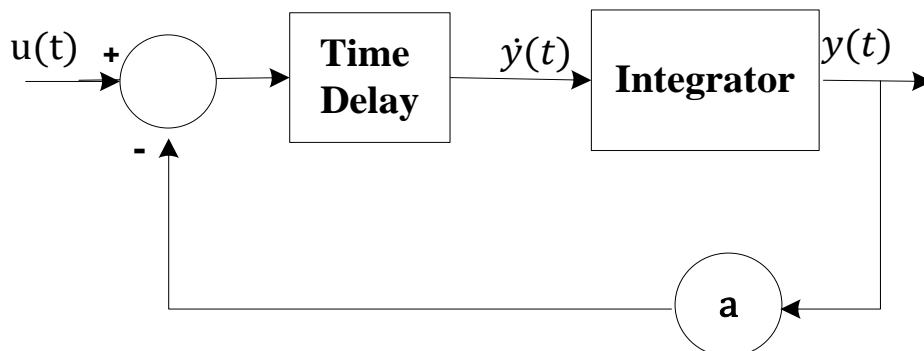 u(t)
+
-
Time
Delay
ẏ(t)
Integrator
y(t)
a